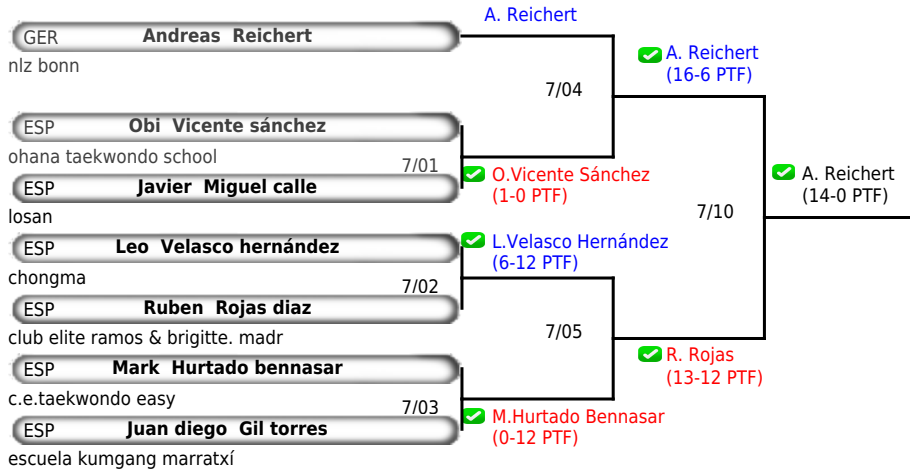 A. Reichert
GER Andreas Reichert
nlz bonn
A. Reichert
(16-6 PTF)
7/04
ESP Obi Vicente sánchez
ohana taekwondo school
7/01
ESP Javier Miguel calle
losan
O.Vicente Sánchez
(1-0 PTF)
A. Reichert
(14-0 PTF)
7/10
ESP Leo Velasco hernández
chongma
L.Velasco Hernández
(6-12 PTF)
7/02
ESP Ruben Rojas diaz
club elite ramos & brigitte. madr
7/05
R. Rojas
(13-12 PTF)
ESP Mark Hurtado bennasar
c.e.taekwondo easy
7/03
ESP Juan diego Gil torres
escuela kumgang marratxí
M.Hurtado Bennasar
(0-12 PTF)